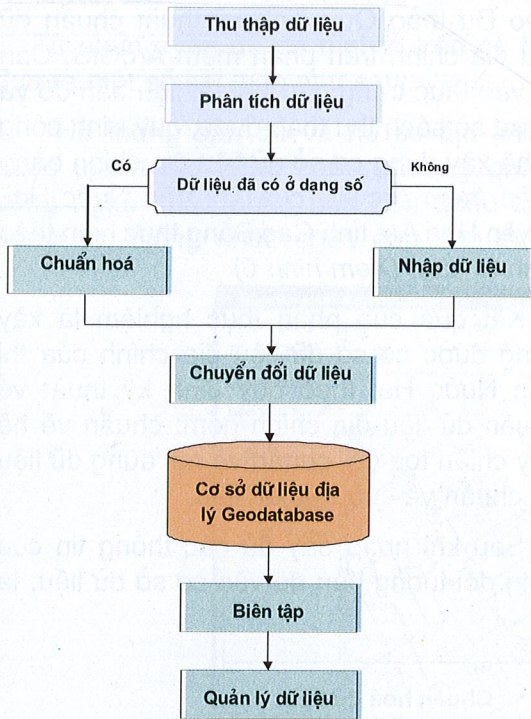 Thu thập dữ liệu
Phân tích dữ liệu
Có
Không
Dữ liệu đã có ở dạng số
Chuẩn hoá
Nhập dữ liệu
Chuyển đổi dữ liệu
Cơ sở dữ liệu địa
lý Geodatabase
Biên tập
Quản lý dữ liệu